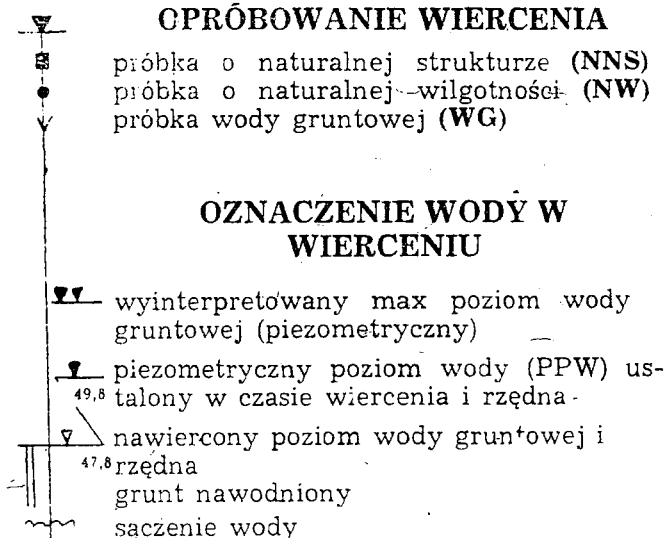 OPRÓBOWANIE WIERCENIA
próbka o naturalnej strukturze (NNS)
próbka o naturalnej wilgotności (NW)
próbka wody gruntowej (WG)
OZNACZENIE WODY W
WIERCENIU
wyinterpretowany max poziom wody
gruntowej (piezometryczny)
piezometryczny poziom wody (PPW) us-
49,8 talony w czasie wiercenia i rzędna
nawiercony poziom wody gruntowej i
47,8 rzędna
grunt nawodniony
sączenie wody